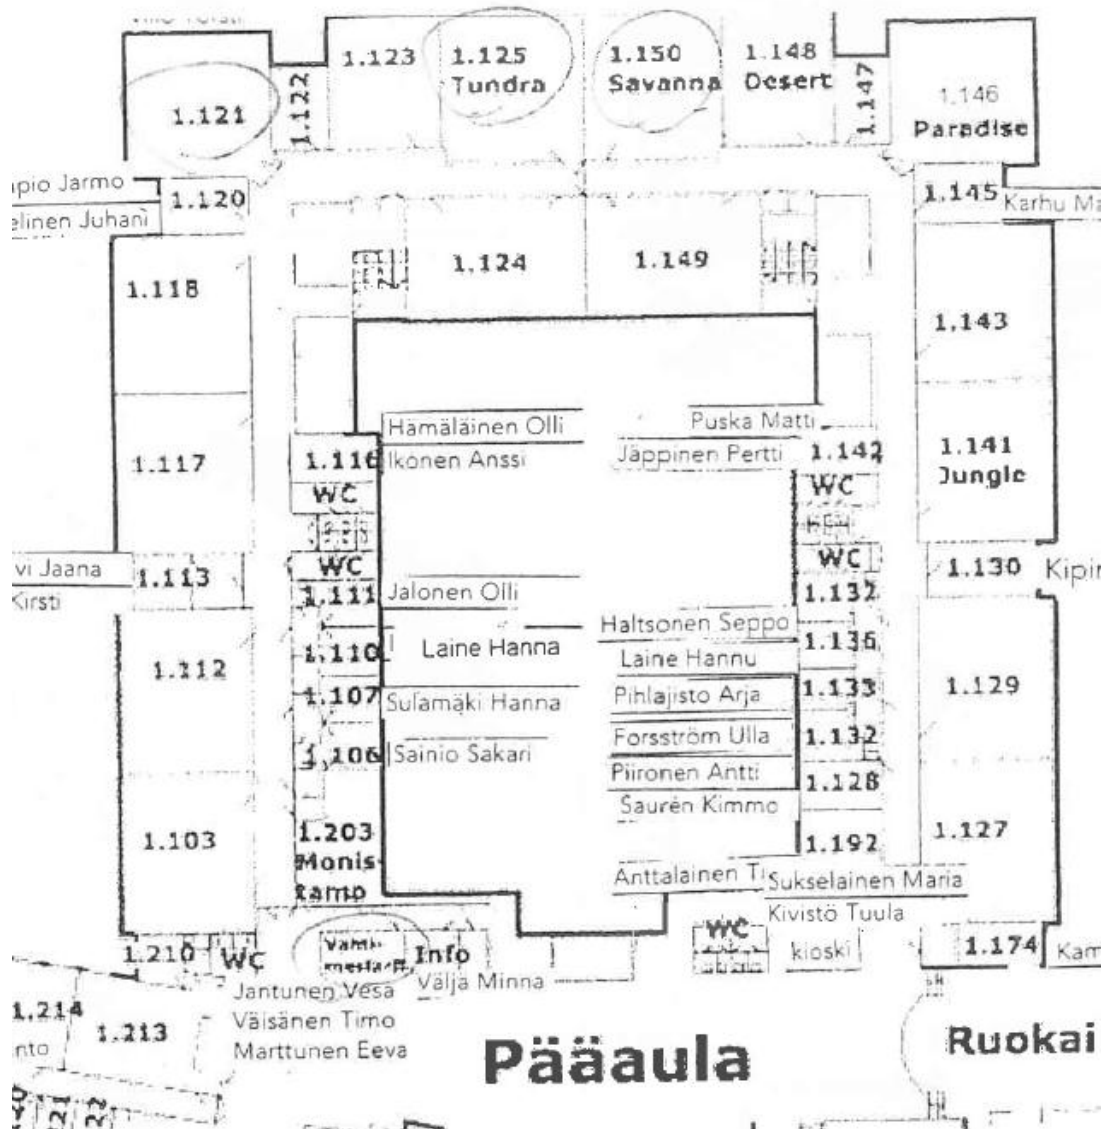 1.123
1.125
Tundra
1.150
Savanna
1.148
Desert
1.122
1.147
1.121
1.146
Paradise
Jarmo
1.120
Juhani
1.145
Karhu
1.124
1.149
1.118
1.143
Hämäläinen Olli
Puska Matti
1.117
1.116
Ikonen Anssi
Jäppinen Pertti
1.142
1.141
Jungle
WC
WC
WC
WC
Jaana
1.113
1.130
Kirsti
1.111
Jalonen Olli
1.132
Haltsonen Seppo
1.136
1.112
1.110
Laine Hanna
Laine Hannu
1.129
1.107
Sulamäki Hanna
Pihlajisto Arja
1.133
1.106
Sainio Sakari
Forsström Ulla
1.132
Piironen Antti
1.128
Saurén Kimmo
1.103
1.203
Monis
tamo
1.192
1.127
Anttalainen
Sukselainen Maria
Kivistö Tuula
1.210
WC
Info
Välja Minna
WC
kioski
1.174
Jantunen Vesa
Väisänen Timo
Marttunen Eeva
1.214
1.213
Pääaula